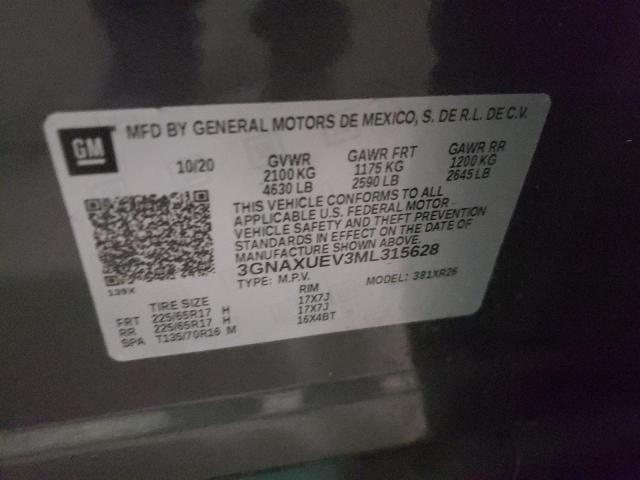 GM
MFD BY GENERAL MOTORS DE MEXICO, S. DE R.L. DE C.V.
10/20 GVWR GAWR FRT GAWR RR
2100 KG 1175 KG 1200 KG
4630 LB 2590 LB 2645 LB
THIS VEHICLE CONFORMS TO ALL
APPLICABLE U.S. FEDERAL MOTOR
VEHICLE SAFETY AND THEFT PREVENTION
STANDARDS IN EFFECT ON THE DATE OF
MANUFACTURE SHOWN ABOVE.
3GNAXUEV3ML315628
TYPE: M.P.V. MODEL: 381XR26
139X
TIRE SIZE RIM
FRT 225/65R17 H 17X7J
RR 225/65R17 H 17X7J
SPA T135/70R16 M 16X4BT